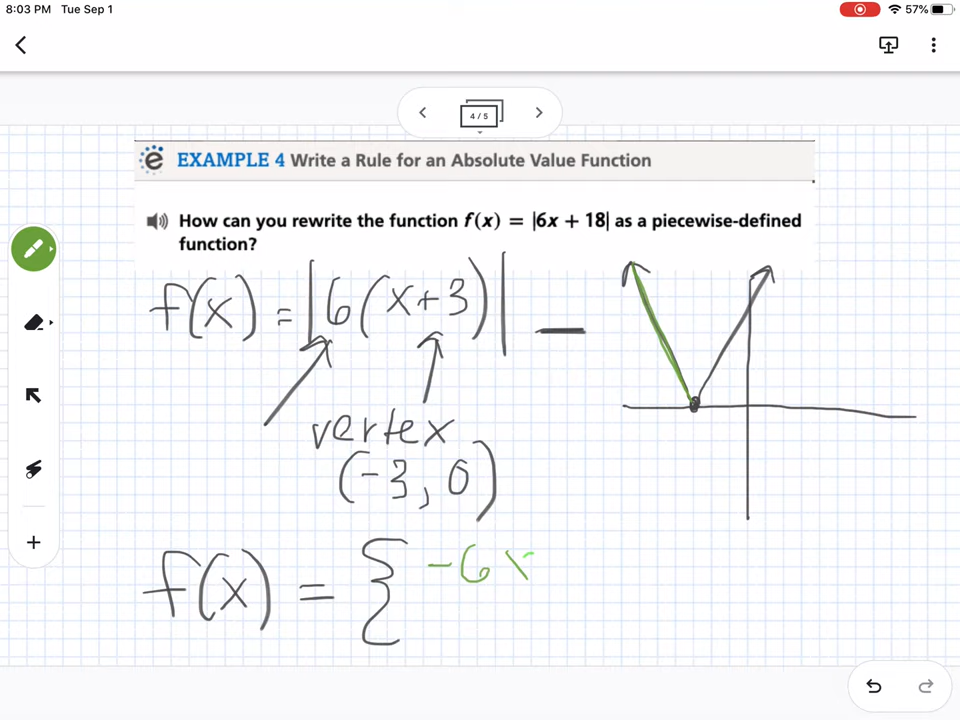 8:03 PM Tue Sep 1
57%
4 / 5
e EXAMPLE 4 Write a Rule for an Absolute Value Function
How can you rewrite the function f(x) = |6x + 18| as a piecewise-defined
function?
f(x) = |6(x+3)| —
vertex
(-3, 0)
f(x) = { -6x